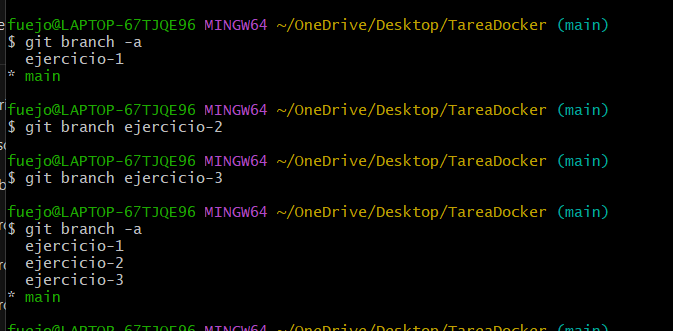 fuejo@LAPTOP-67TJQE96 MINGW64 ~/OneDrive/Desktop/TareaDocker (main)
$ git branch -a
  ejercicio-1
* main

fuejo@LAPTOP-67TJQE96 MINGW64 ~/OneDrive/Desktop/TareaDocker (main)
$ git branch ejercicio-2

fuejo@LAPTOP-67TJQE96 MINGW64 ~/OneDrive/Desktop/TareaDocker (main)
$ git branch ejercicio-3

fuejo@LAPTOP-67TJQE96 MINGW64 ~/OneDrive/Desktop/TareaDocker (main)
$ git branch -a
  ejercicio-1
  ejercicio-2
  ejercicio-3
* main

fuejo@LAPTOP-67TJQE96 MINGW64 ~/OneDrive/Desktop/TareaDocker (main)